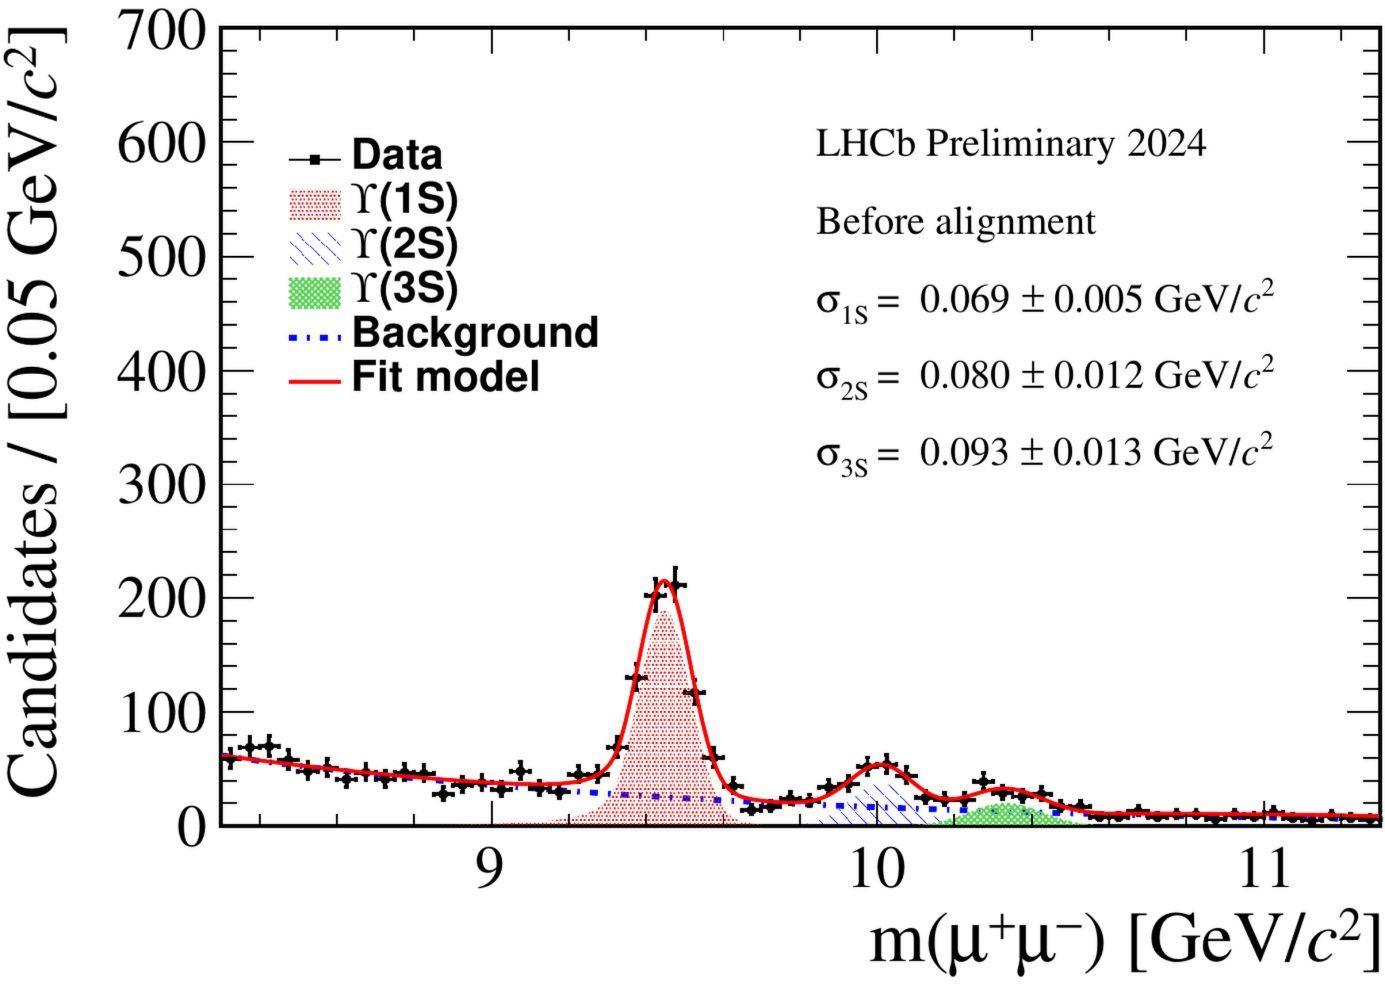 Candidates / [0.05 GeV/c²]
700
600
500
400
300
200
100
0
Data
ϒ(1S)
ϒ(2S)
ϒ(3S)
Background
Fit model
LHCb Preliminary 2024
Before alignment
σ1S = 0.069 ± 0.005 GeV/c²
σ2S = 0.080 ± 0.012 GeV/c²
σ3S = 0.093 ± 0.013 GeV/c²
9 10 11
m(μ⁺μ⁻) [GeV/c²]